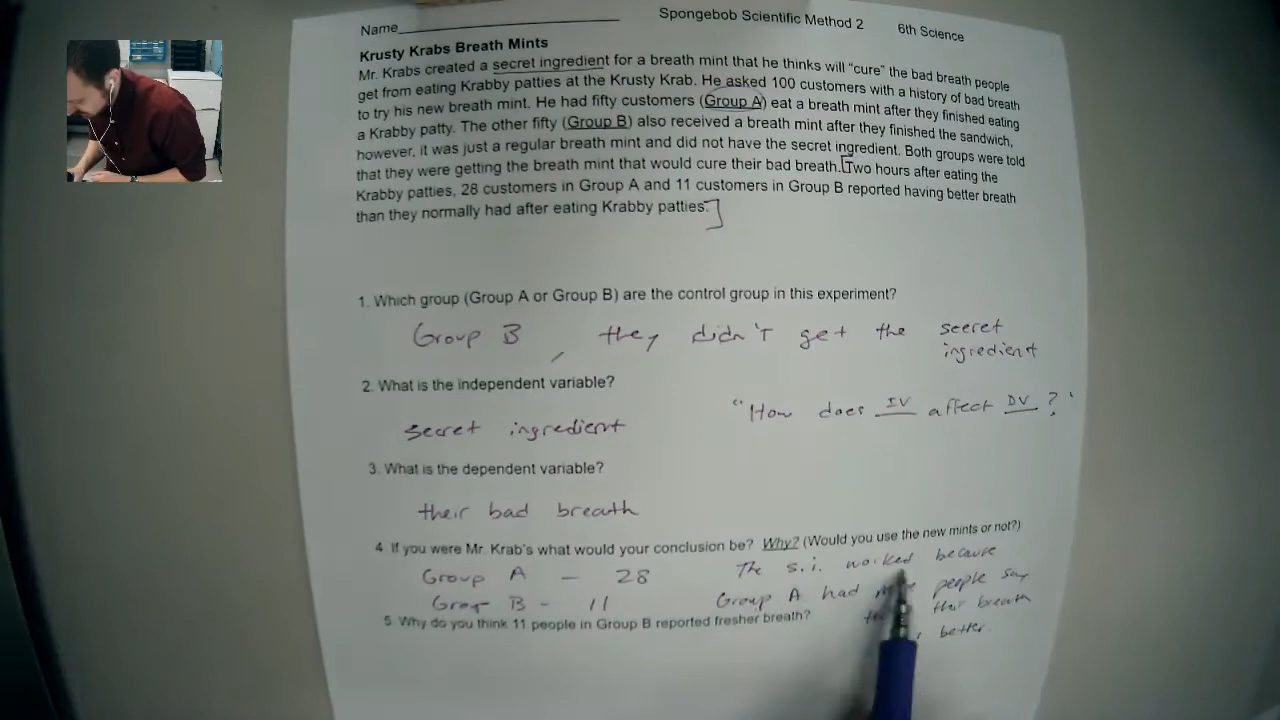 Name
Spongebob Scientific Method 2
6th Science
Krusty Krabs Breath Mints
Mr. Krabs created a secret ingredient for a breath mint that he thinks will “cure” the bad breath people
get from eating Krabby patties at the Krusty Krab. He asked 100 customers with a history of bad breath
to try his new breath mint. He had fifty customers (Group A) eat a breath mint after they finished eating
a Krabby patty. The other fifty (Group B) also received a breath mint after they finished the sandwich,
however, it was just a regular breath mint and did not have the secret ingredient. Both groups were told
that they were getting the breath mint that would cure their bad breath. Two hours after eating the
Krabby patties, 28 customers in Group A and 11 customers in Group B reported having better breath
than they normally had after eating Krabby patties.
1. Which group (Group A or Group B) are the control group in this experiment?
Group B, they didn't get the secret
ingredient
2. What is the independent variable?
"How does IV affect DV ?"
secret ingredient
3. What is the dependent variable?
their bad breath
4. If you were Mr. Krab's what would your conclusion be? Why? (Would you use the new mints or not?)
Group A - 28
The s.i. worked because
Group B - 11
Group A had people say
breath
better.
5. Why do you think 11 people in Group B reported fresher breath?